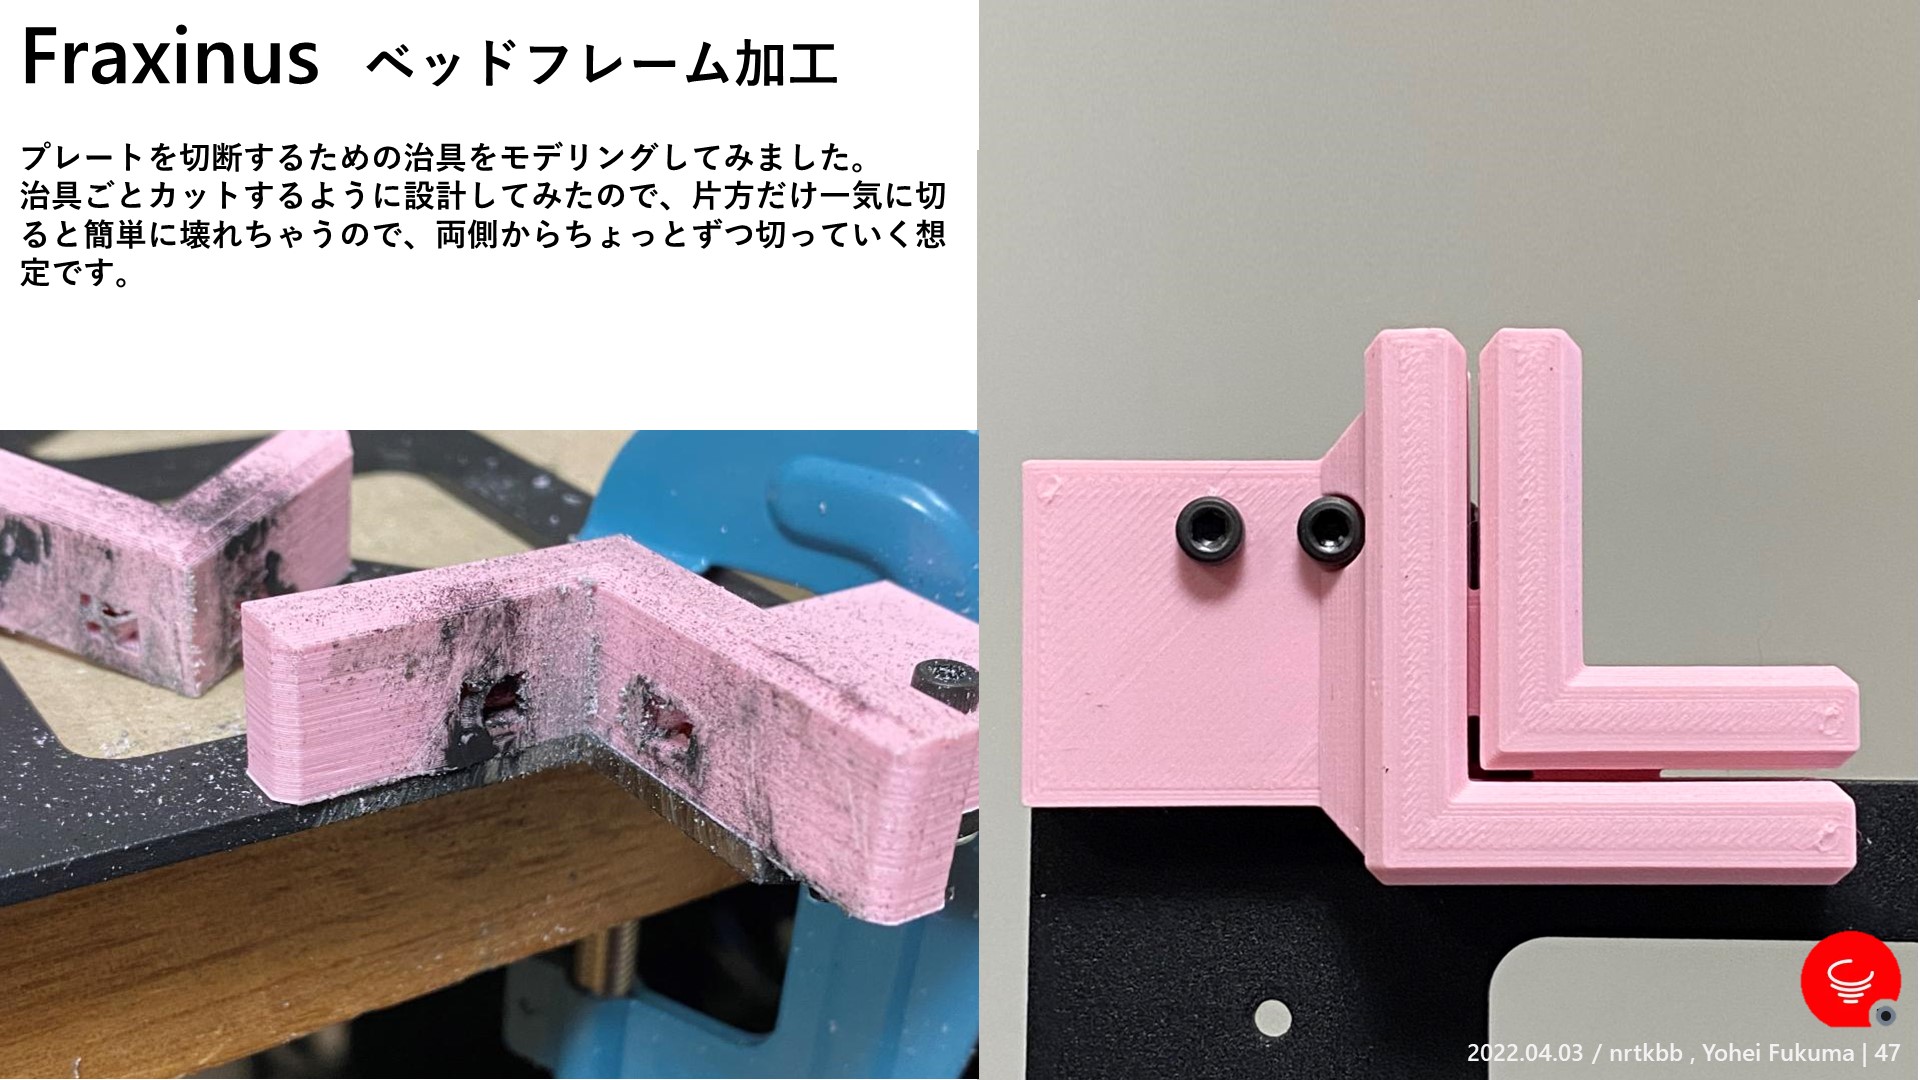 Fraxinus ベッドフレーム加工
プレートを切断するための治具をモデリングしてみました。
治具ごとカットするように設計してみたので、片方だけ一気に切
ると簡単に壊れちゃうので、両側からちょっとずつ切っていく想
定です。
2022.04.03 / nrtkbb , Yohei Fukuma | 47